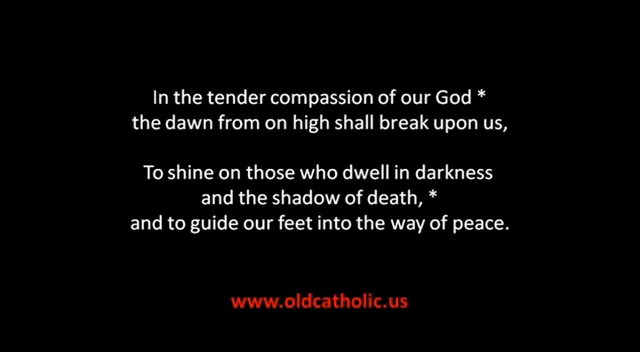 In the tender compassion of our God *
the dawn from on high shall break upon us,
To shine on those who dwell in darkness
and the shadow of death, *
and to guide our feet into the way of peace.
www.oldcatholic.us